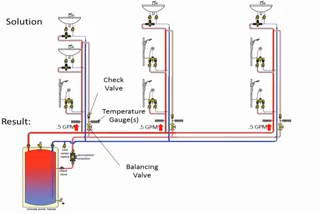 Solution
Check
Valve
Temperature
Gauge(s)
Result:
.5 GPM
.5 GPM
.5 GPM
Balancing
Valve